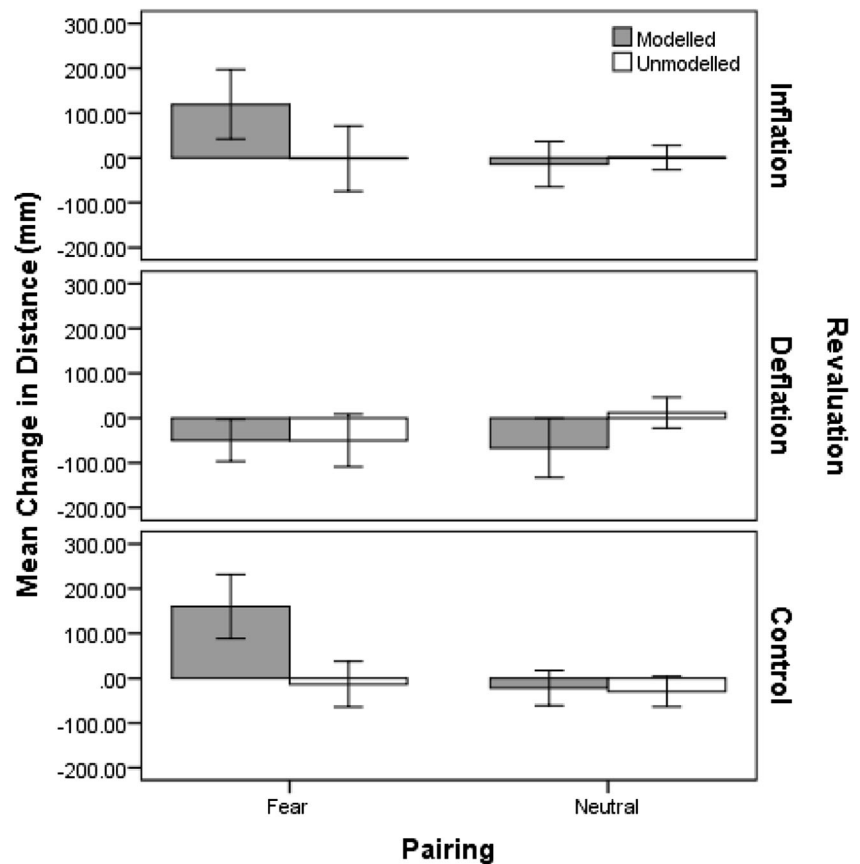 Mean Change in Distance (mm)
300.00
200.00
100.00
.00
-100.00
-200.00
Modelled
Unmodelled
Inflation
300.00
200.00
100.00
.00
-100.00
-200.00
Deflation
Revaluation
300.00
200.00
100.00
.00
-100.00
-200.00
Control
Fear
Neutral
Pairing